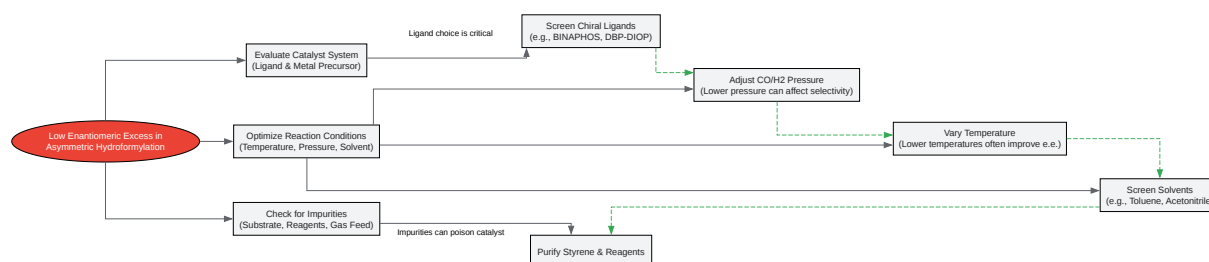 Screen Chiral Ligands
(e.g., BINAPHOS, DBP-DIOP)
Ligand choice is critical
Evaluate Catalyst System
(Ligand & Metal Precursor)
Adjust CO/H2 Pressure
(Lower pressure can affect selectivity)
Low Enantiomeric Excess in
Asymmetric Hydroformylation
Optimize Reaction Conditions
(Temperature, Pressure, Solvent)
Vary Temperature
(Lower temperatures often improve e.e.)
Screen Solvents
(e.g., Toluene, Acetonitrile
Check for Impurities
(Substrate, Reagents, Gas Feed)
Impurities can poison catalyst
Purify Styrene & Reagents